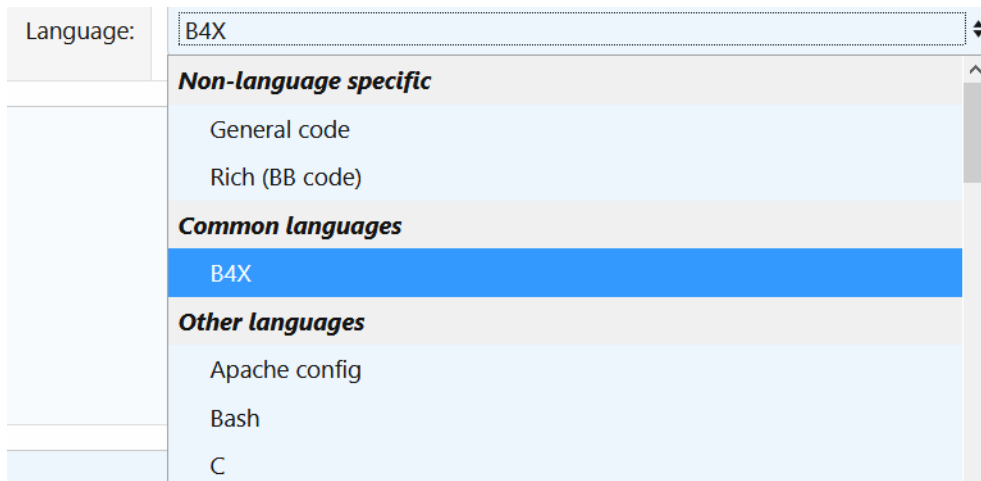 Language:
B4X
Non-language specific
General code
Rich (BB code)
Common languages
B4X
Other languages
Apache config
Bash
C